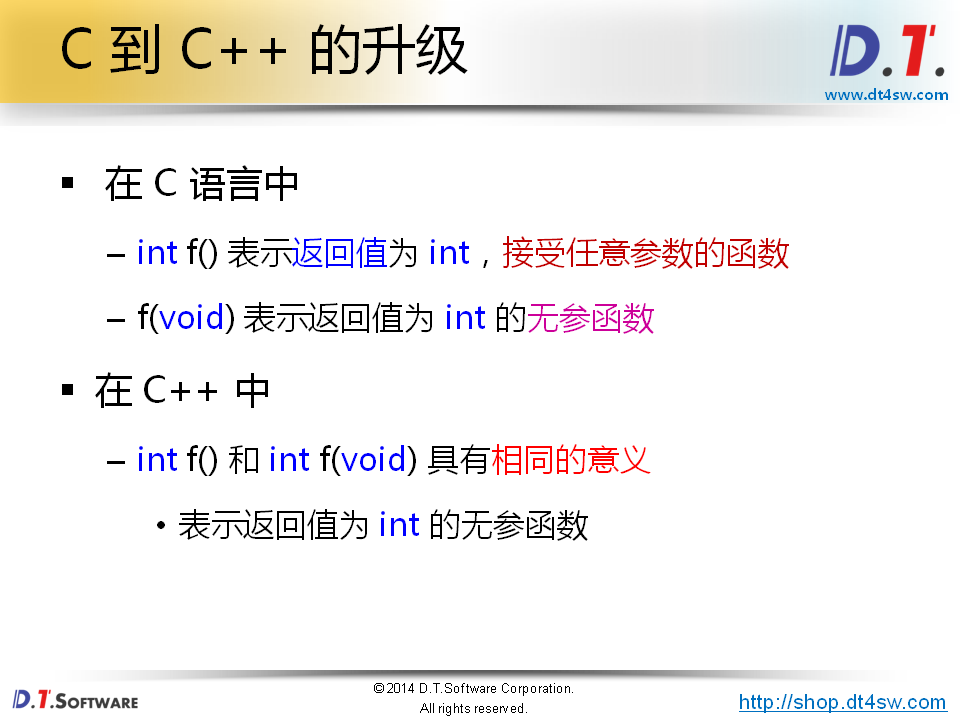 C 到 C++ 的升级
D.T.
www.dt4sw.com
▪ 在 C 语言中
– int f() 表示返回值为 int，接受任意参数的函数
– f(void) 表示返回值为 int 的无参函数
▪ 在 C++ 中
– int f() 和 int f(void) 具有相同的意义
• 表示返回值为 int 的无参函数
D.T.SOFTWARE
©2014 D.T.Software Corporation.
All rights reserved.
http://shop.dt4sw.com